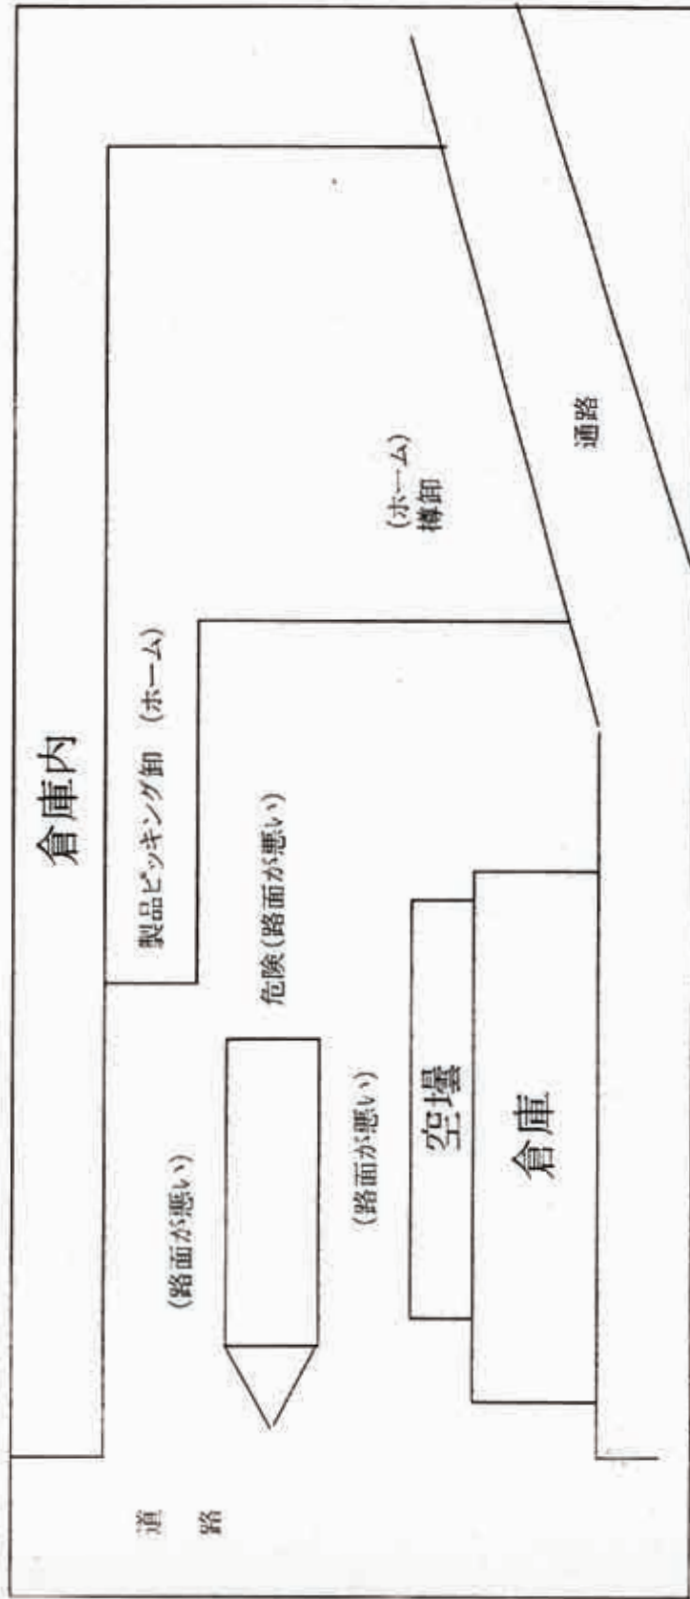 倉庫内
製品ピッキング卸 (ホーム)
(ホーム)
樽卸
危険(路面が悪い)
(路面が悪い)
(路面が悪い)
空壜
倉庫
通路
道
路